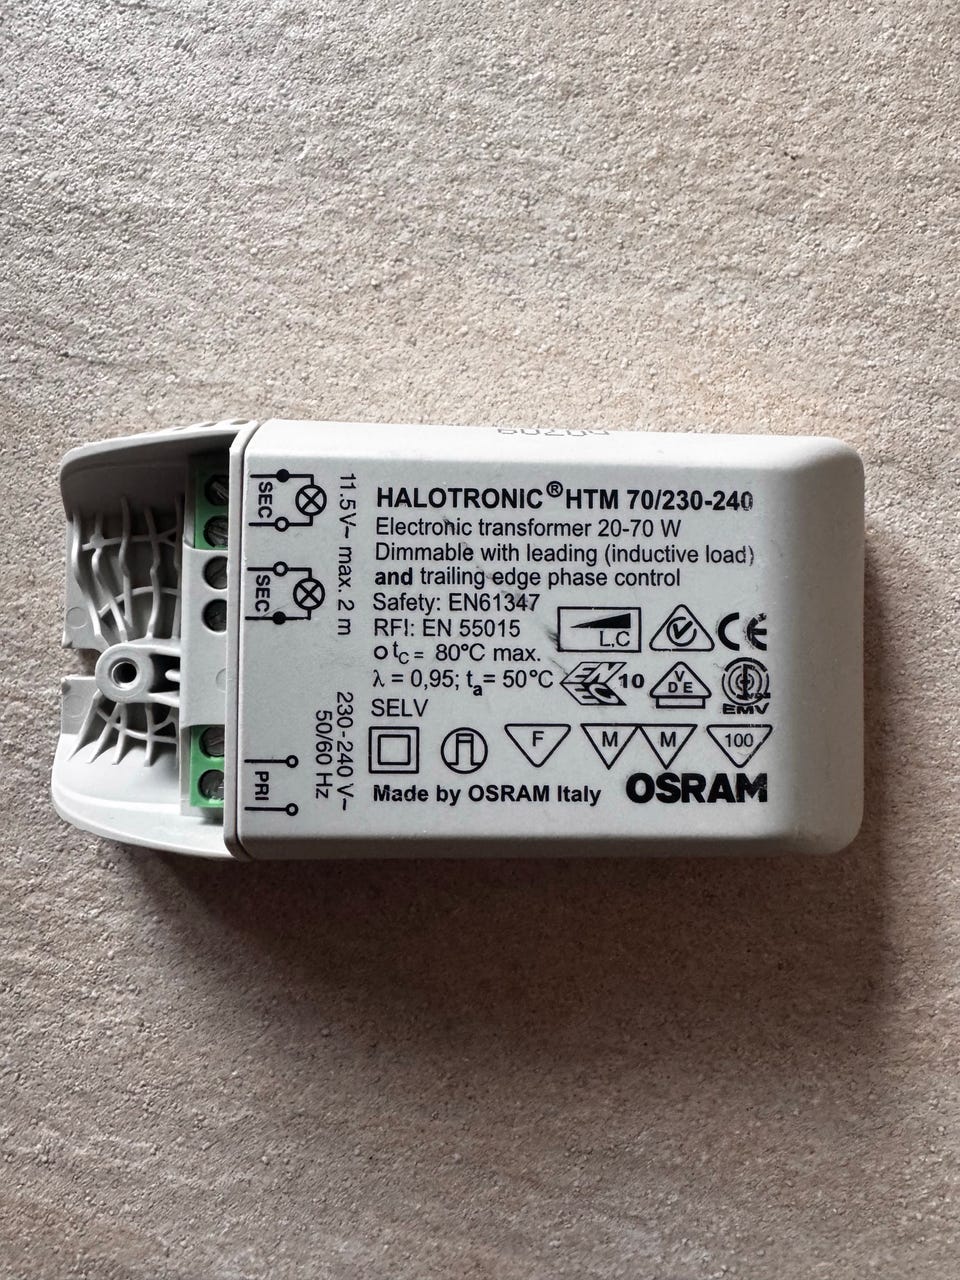 HALOTRONIC® HTM 70/230-240
Electronic transformer 20-70 W
Dimmable with leading (inductive load)
and trailing edge phase control
Safety: EN61347
RFI: EN 55015
tc = 80°C max.
λ = 0,95; ta = 50°C
SELV
L,C
CE
10
VDE
EMV
F
M
M
100
Made by OSRAM Italy
OSRAM
SEC
SEC
11.5V~ max. 2 m
PRI
230-240 V~
50/60 Hz